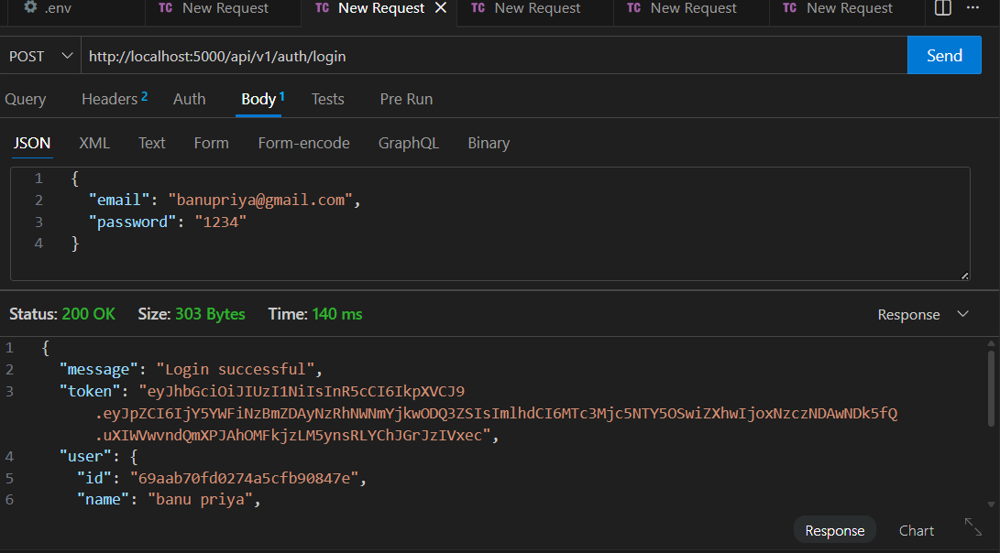 .env TC New Request TC New Request × TC New Request TC New Request TC New Request ...
POST http://localhost:5000/api/v1/auth/login Send
Query Headers 2 Auth Body 1 Tests Pre Run
JSON XML Text Form Form-encode GraphQL Binary
1 {
2 "email": "banupriya@gmail.com",
3 "password": "1234"
4 }
Status: 200 OK Size: 303 Bytes Time: 140 ms Response
1 {
2 "message": "Login successful",
3 "token": "eyJhbGciOiJIUzI1NiIsInR5cCI6IkpXVCJ9
.eyJpZCI6IjY5YWFiNzBmZDAyNzRhNWNmYjkwODQ3ZSIsImlhdCI6MTc3Mjc5NTY5OSwiZXhwIjoxNzczNDAwNDk5fQ
.uXIWVwvndQmXPJAhOMFkjzLM5ynsRLYChJGrJzIVxec",
4 "user": {
5 "id": "69aab70fd0274a5cfb90847e",
6 "name": "banu priya",
Response Chart